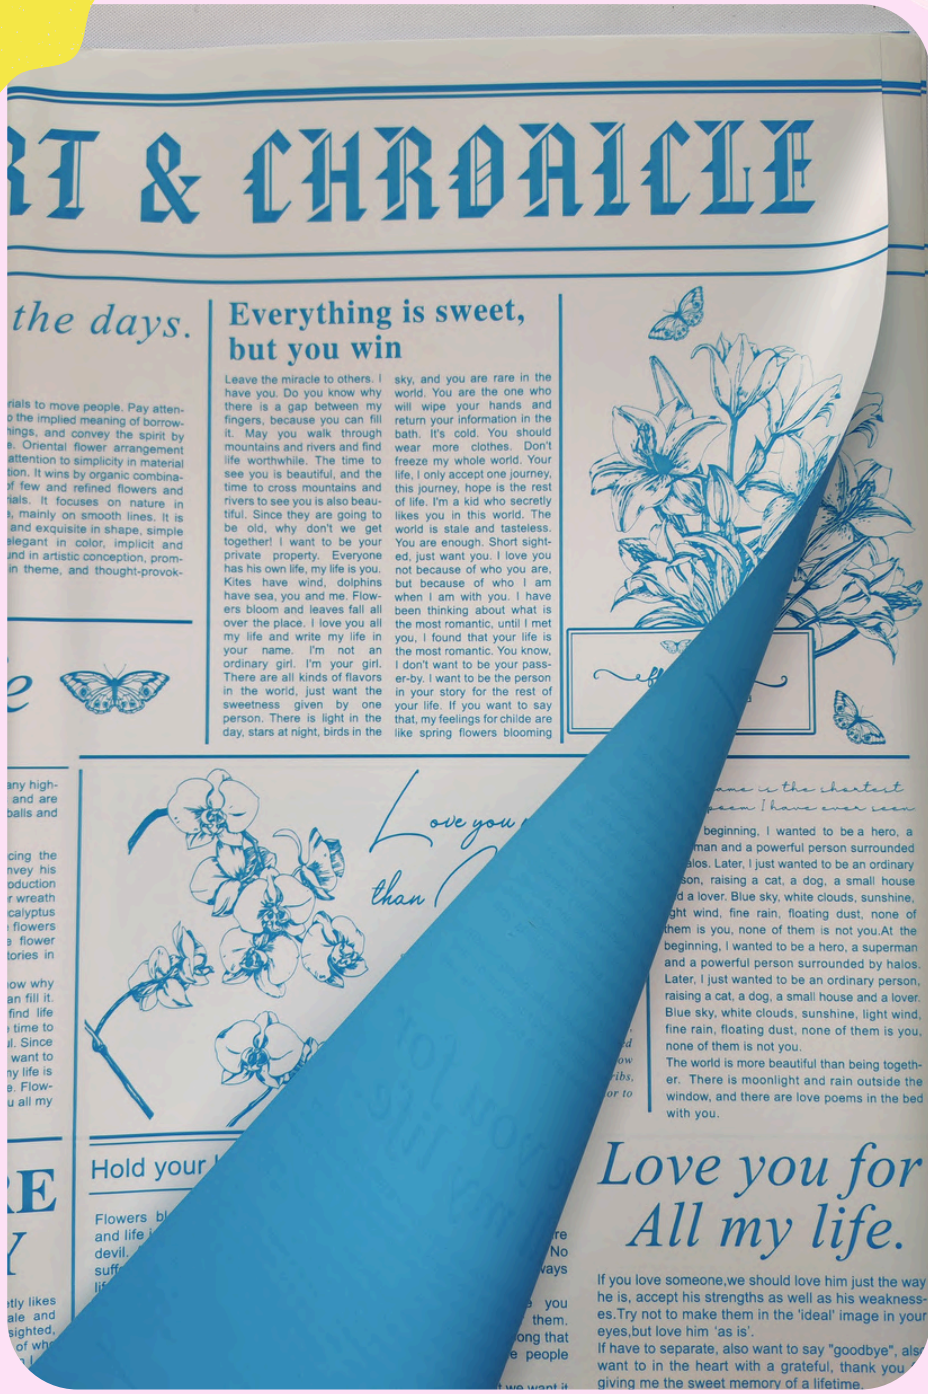 RT & CHRONICLE
the days.
rials to move people. Pay atten-
the implied meaning of borrow-
ings, and convey the spirit by
Oriental flower arrangement
attention to simplicity in material
tion. It wins by organic combina-
of few and refined flowers and
rials. It focuses on nature in
mainly on smooth lines. It is
and exquisite in shape, simple
elegant in color, implicit and
und in artistic conception, prom-
in theme, and thought-provok-
Everything is sweet,
but you win
Leave the miracle to others. I
have you. Do you know why
there is a gap between my
fingers, because you can fill
it. May you walk through
mountains and rivers and find
life worthwhile. The time to
see you is beautiful, and the
time to cross mountains and
rivers to see you is also beau-
tiful. Since they are going to
be old, why don't we get
together! I want to be your
private property. Everyone
has his own life, my life is you.
Kites have wind, dolphins
have sea, you and me. Flow-
ers bloom and leaves fall all
over the place. I love you all
my life and write my life in
your name. I'm not an
ordinary girl. I'm your girl.
There are all kinds of flavors
in the world, just want the
sweetness given by one
person. There is light in the
day, stars at night, birds in the
sky, and you are rare in the
world. You are the one who
will wipe your hands and
return your information in the
bath. It's cold. You should
wear more clothes. Don't
freeze my whole world. Your
life, I only accept one journey,
this journey, hope is the rest
of life. I'm a kid who secretly
likes you in this world. The
world is stale and tasteless.
You are enough. Short sight-
ed, just want you. I love you
not because of who you are,
but because of who I am
when I am with you. I have
been thinking about what is
the most romantic, until I met
you, I found that your life is
the most romantic. You know,
I don't want to be your pass-
er-by. I want to be the person
in your story for the rest of
your life. If you want to say
that, my feelings for childe are
like spring flowers blooming
e
any high-
and are
balls and
cing the
nvey his
oduction
r wreath
calyptus
flowers
flower
tories in
ow why
an fill it.
find life
time to
ul. Since
want to
my life is
e. Flow-
u all my
Love you
than
name is the shortest
poem I have ever seen
beginning, I wanted to be a hero, a
man and a powerful person surrounded
alos. Later, I just wanted to be an ordinary
son, raising a cat, a dog, a small house
d a lover. Blue sky, white clouds, sunshine,
ght wind, fine rain, floating dust, none of
them is you, none of them is not you.At the
beginning, I wanted to be a hero, a superman
and a powerful person surrounded by halos.
Later, I just wanted to be an ordinary person,
raising a cat, a dog, a small house and a lover.
Blue sky, white clouds, sunshine, light wind,
fine rain, floating dust, none of them is you,
none of them is not you.
The world is more beautiful than being togeth-
er. There is moonlight and rain outside the
window, and there are love poems in the bed
with you.
ed
ow
ribs,
or to
RE
Y
etly likes
ale and
sighted,
of who
Hold your
Flowers bl
and life i
devil.
suff
lif
re
No
ways
you
them.
ong that
e people
t we want it
Love you for
All my life.
If you love someone,we should love him just the way
he is, accept his strengths as well as his weakness-
es.Try not to make them in the 'ideal' image in your
eyes,but love him 'as is'.
If have to separate, also want to say "goodbye", also
want to in the heart with a grateful, thank you
giving me the sweet memory of a lifetime.